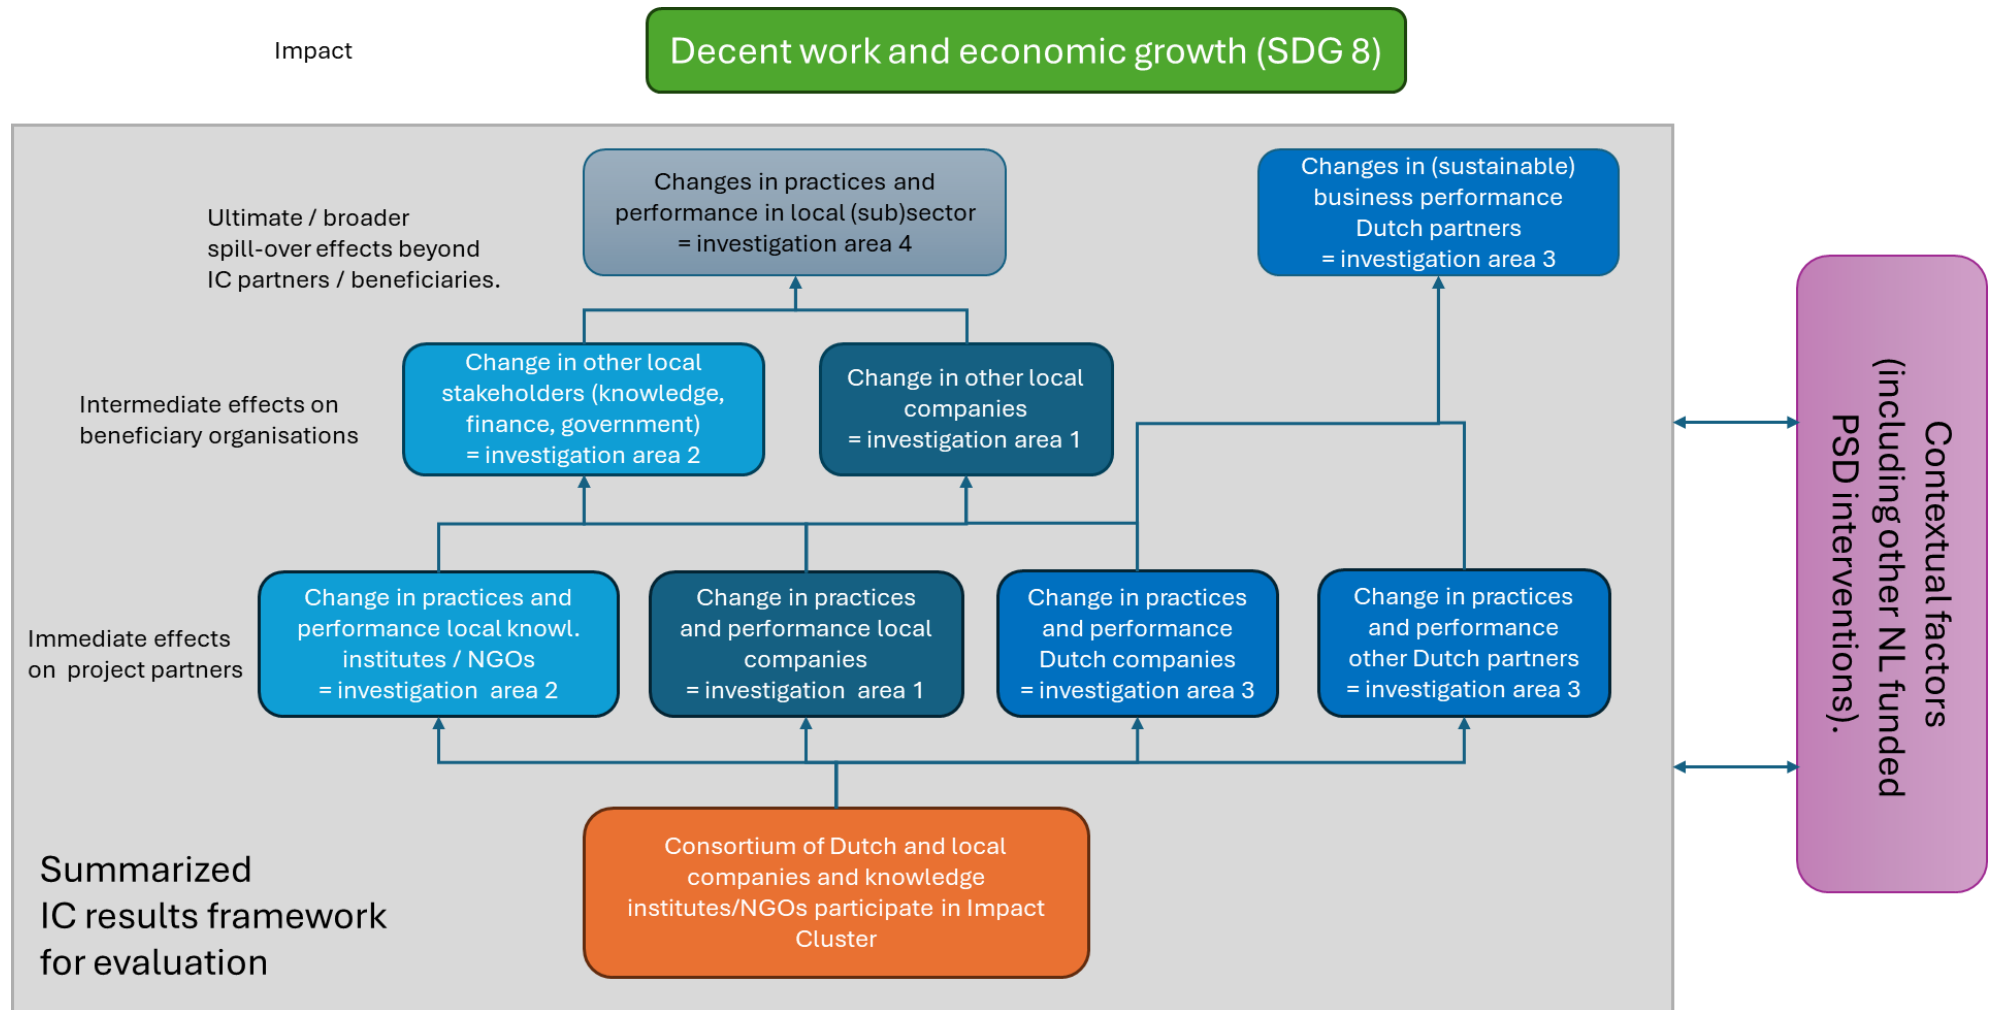 Impact
Decent work and economic growth (SDG 8)
Ultimate / broader
spill-over effects beyond
IC partners / beneficiaries.
Changes in practices and
performance in local (sub)sector
= investigation area 4
Changes in (sustainable)
business performance
Dutch partners
= investigation area 3
Intermediate effects on
beneficiary organisations
Change in other local
stakeholders (knowledge,
finance, government)
= investigation area 2
Change in other local
companies
= investigation area 1
Immediate effects
on  project partners
Change in practices and
performance local knowl.
institutes / NGOs
= investigation  area 2
Change in practices
and performance local
companies
= investigation  area 1
Change in practices
and performance
Dutch companies
= investigation area 3
Change in practices
and performance
other Dutch partners
= investigation area 3
Consortium of Dutch and local
companies and knowledge
institutes/NGOs participate in Impact
Cluster
Summarized
IC results framework
for evaluation
Contextual factors
(including other NL funded
PSD interventions).